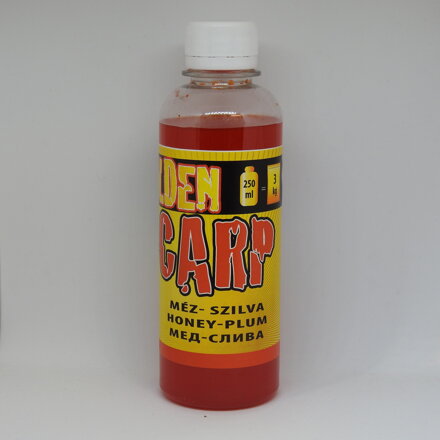 LDEN
250 ml = 3 kg
CARP
MÉZ- SZILVA
HONEY-PLUM
МЕД-СЛИВА